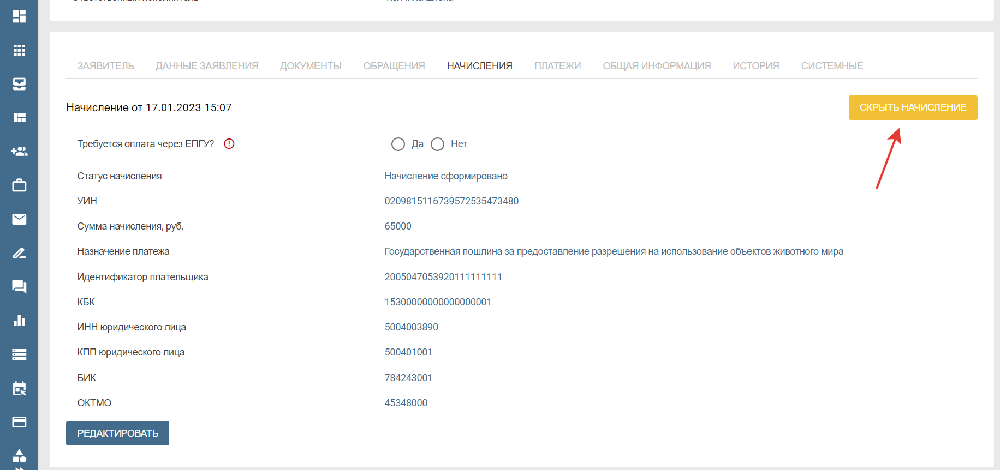 ЗАЯВИТЕЛЬ ДАННЫЕ ЗАЯВЛЕНИЯ ДОКУМЕНТЫ ОБРАЩЕНИЯ НАЧИСЛЕНИЯ ПЛАТЕЖИ ОБЩАЯ ИНФОРМАЦИЯ ИСТОРИЯ СИСТЕМНЫЕ
Начисление от 17.01.2023 15:07 СКРЫТЬ НАЧИСЛЕНИЕ
Требуется оплата через ЕПГУ? Да Нет
Статус начисления Начисление сформировано
УИН 0209815116739572535473480
Сумма начисления, руб. 65000
Назначение платежа Государственная пошлина за предоставление разрешения на использование объектов животного мира
Идентификатор плательщика 2005047053920111111111
КБК 15300000000000000001
ИНН юридического лица 5004003890
КПП юридического лица 500401001
БИК 784243001
ОКТМО 45348000
РЕДАКТИРОВАТЬ